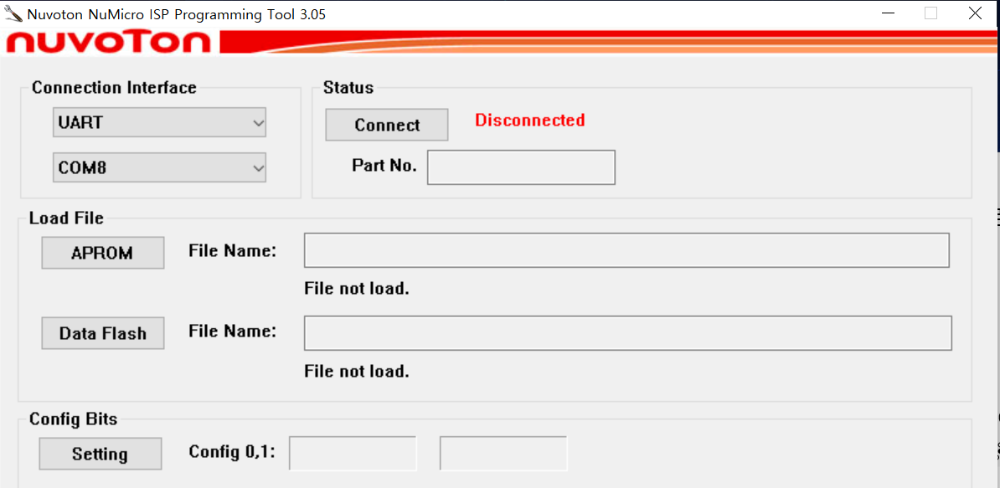 Nuvoton NuMicro ISP Programming Tool 3.05
nuvoTon
Connection Interface
UART
COM8
Status
Connect Disconnected
Part No.
Load File
APROM File Name:
File not load.
Data Flash File Name:
File not load.
Config Bits
Setting Config 0,1: